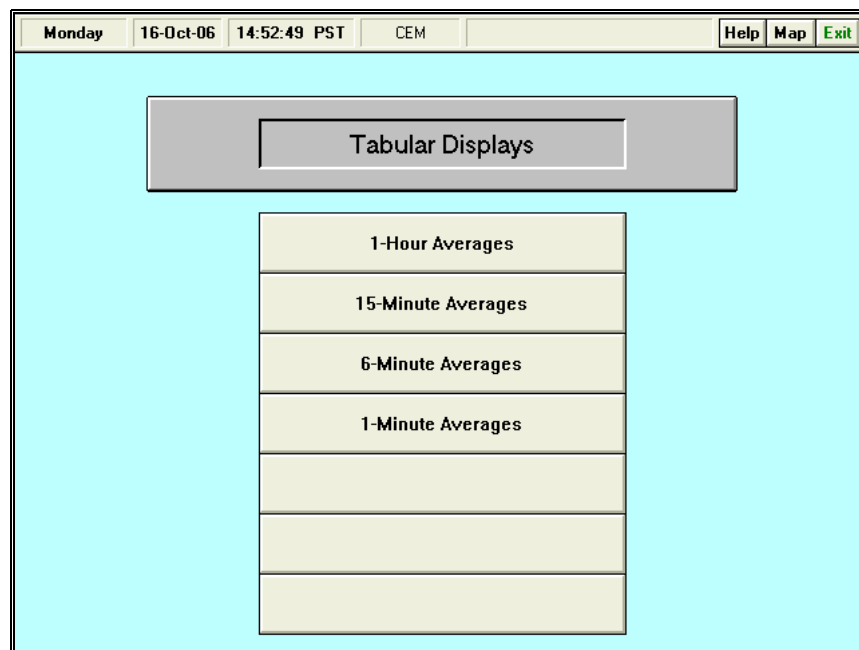 Monday 16-Oct-06 14:52:49 PST CEM Help Map Exit
Tabular Displays
1-Hour Averages
15-Minute Averages
6-Minute Averages
1-Minute Averages